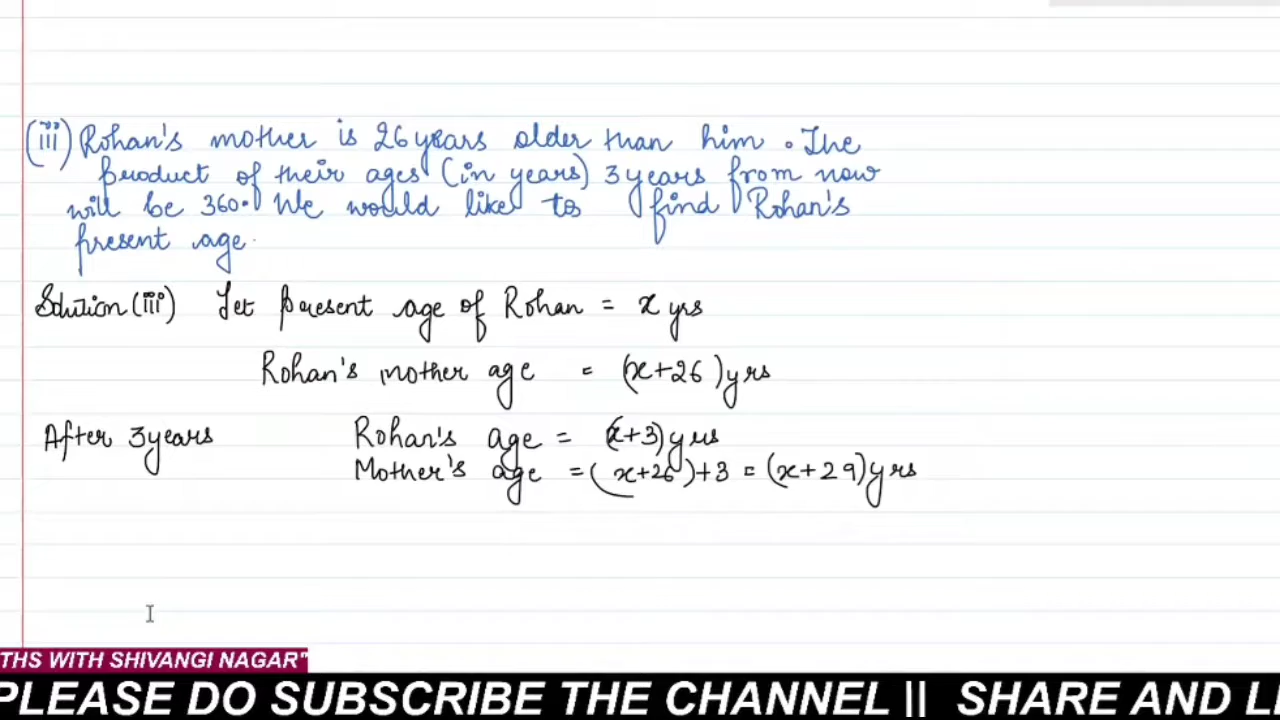 (iii) Rohan's mother is 26 years older than him. The
product of their ages (in years) 3 years from now
will be 360. We would like to find Rohan's
present age.
Solution (iii) Let present age of Rohan = x yrs
Rohan's mother age = (x+26) yrs
After 3 years Rohan's age = (x+3) yrs
Mother's age = (x+26)+3 = (x+29) yrs
THS WITH SHIVANGI NAGAR"
PLEASE DO SUBSCRIBE THE CHANNEL || SHARE AND LI